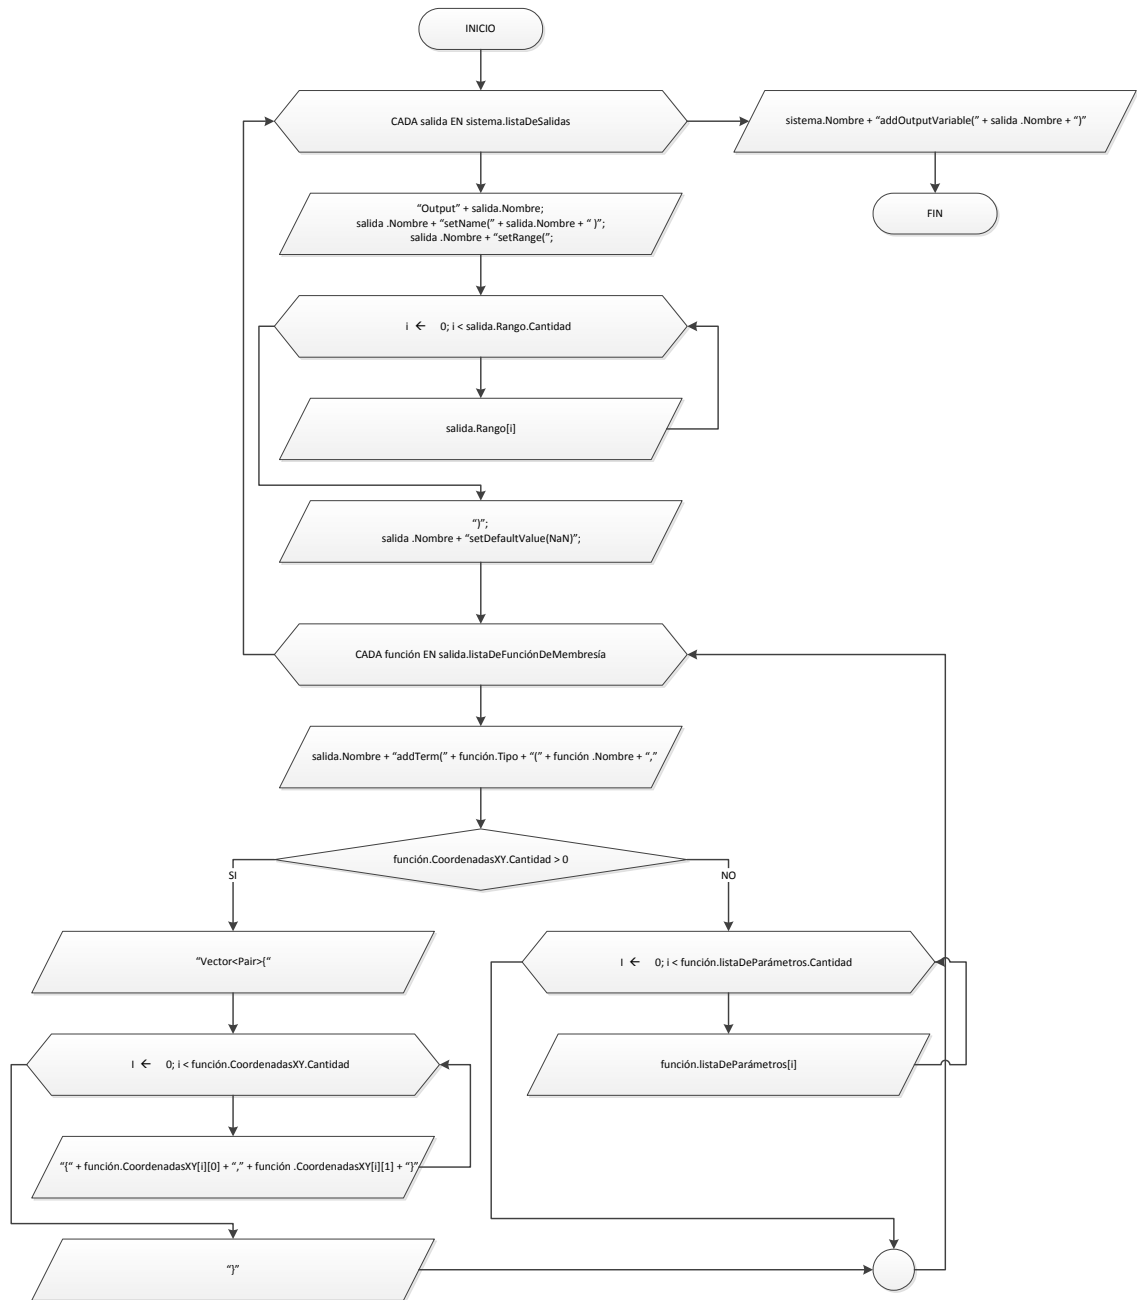 INICIO
CADA salida EN sistema.listaDeSalidas
sistema.Nombre + “addOutputVariable(” + salida .Nombre + “)”
FIN
“Output” + salida.Nombre;
salida .Nombre + “setName(” + salida.Nombre + “ )”;
salida .Nombre + “setRange(”;
i ← 0; i < salida.Rango.Cantidad
salida.Rango[i]
“)”;
salida .Nombre + “setDefaultValue(NaN)”;
CADA función EN salida.listaDeFunciónDeMembresía
salida.Nombre + “addTerm(” + función.Tipo + “(” + función .Nombre + “,”
función.CoordenadasXY.Cantidad > 0
SI
NO
“Vector<Pair>{“
I ← 0; i < función.listaDeParámetros.Cantidad
I ← 0; i < función.CoordenadasXY.Cantidad
función.listaDeParámetros[i]
“{“ + función.CoordenadasXY[i][0] + “,” + función .CoordenadasXY[i][1] + “}”
“}”